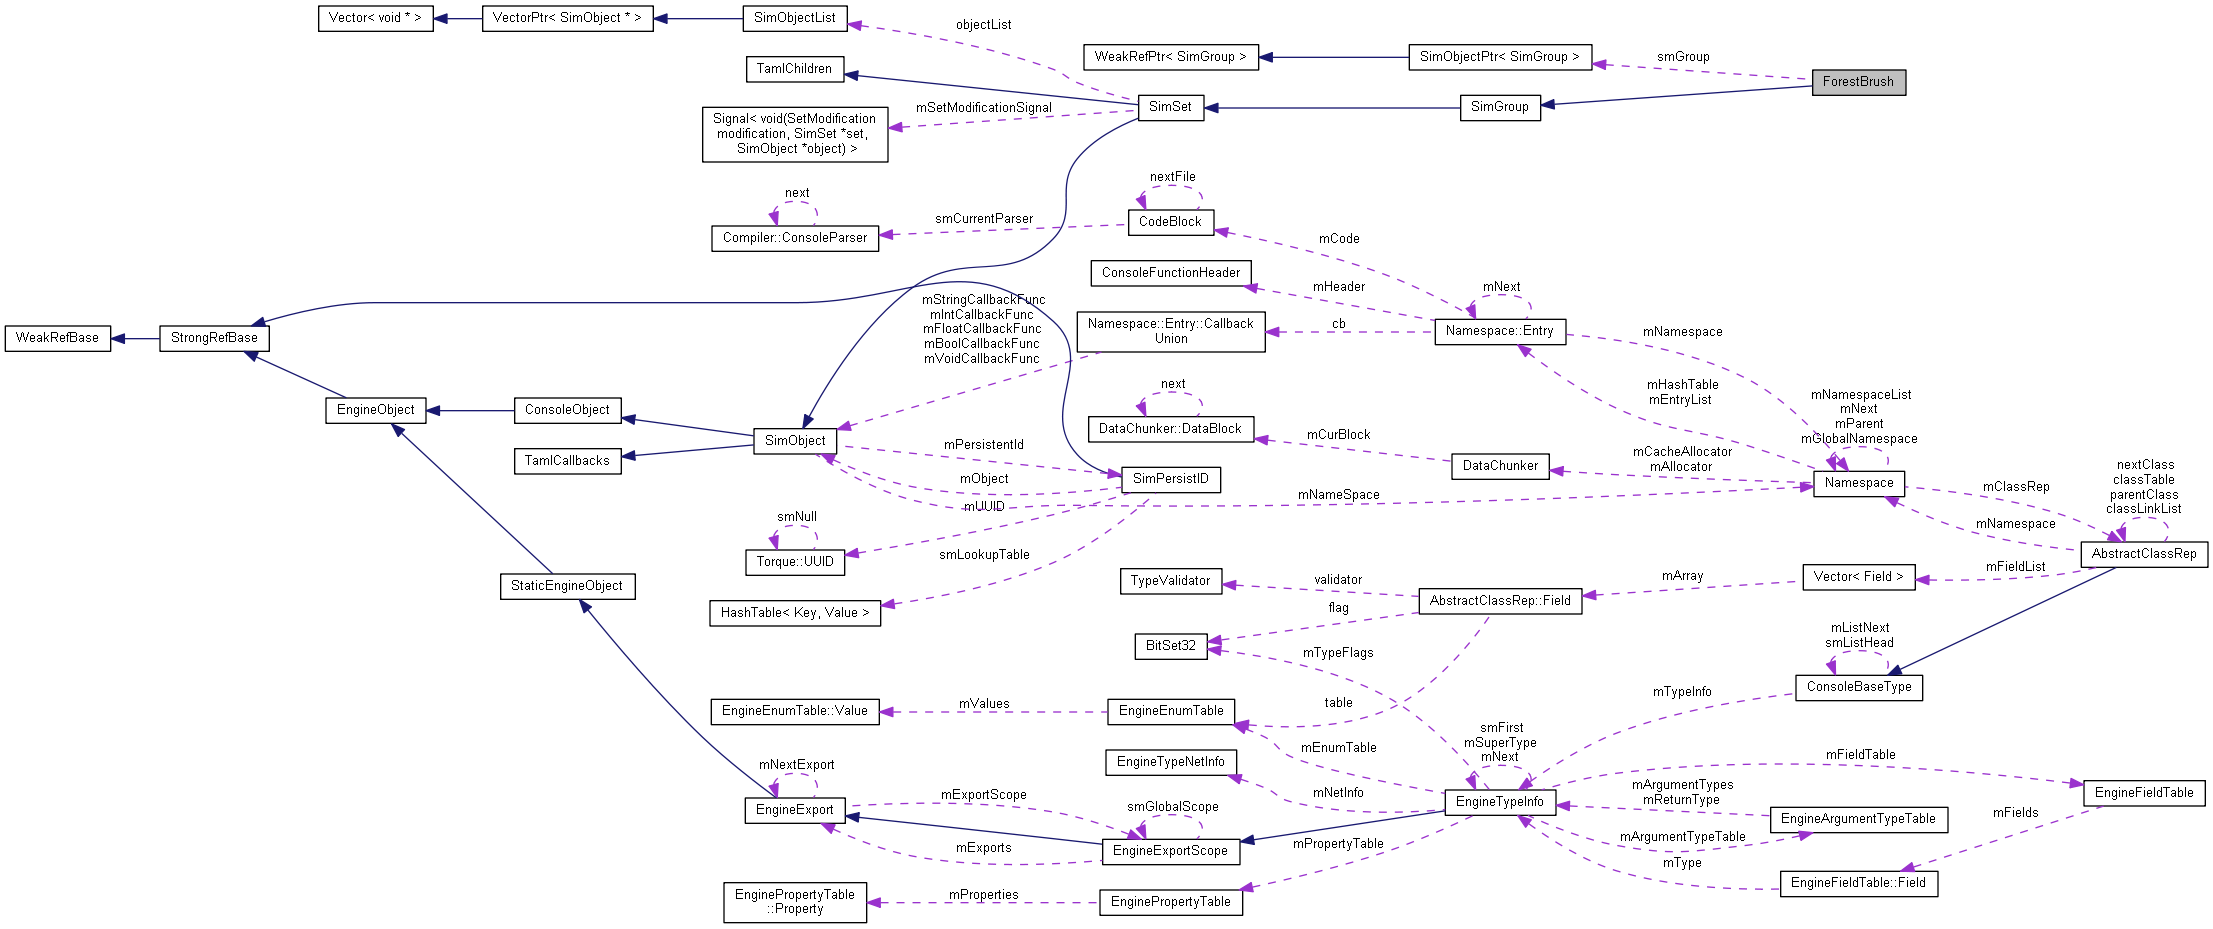 Vector< void * >
VectorPtr< SimObject * >
SimObjectList
objectList
WeakRefPtr< SimGroup >
SimObjectPtr< SimGroup >
smGroup
ForestBrush
TamlChildren
SimSet
SimGroup
mSetModificationSignal
Signal< void(SetModification
modification, SimSet *set,
SimObject *object) >
nextFile
CodeBlock
next
smCurrentParser
Compiler::ConsoleParser
mCode
ConsoleFunctionHeader
mHeader
mNext
Namespace::Entry
mStringCallbackFunc
mIntCallbackFunc
mFloatCallbackFunc
mBoolCallbackFunc
mVoidCallbackFunc
Namespace::Entry::Callback
Union
cb
mNamespace
WeakRefBase
StrongRefBase
EngineObject
ConsoleObject
TamlCallbacks
SimObject
next
DataChunker::DataBlock
mCurBlock
DataChunker
mHashTable
mEntryList
mCacheAllocator
mAllocator
mNamespaceList
mNext
mParent
mGlobalNamespace
Namespace
mPersistentId
mObject
SimPersistID
mNameSpace
mUUID
smNull
Torque::UUID
smLookupTable
HashTable< Key, Value >
mClassRep
mNamespace
nextClass
classTable
parentClass
classLinkList
AbstractClassRep
mFieldList
Vector< Field >
mArray
AbstractClassRep::Field
validator
TypeValidator
flag
BitSet32
mTypeFlags
table
StaticEngineObject
mListNext
smListHead
ConsoleBaseType
mTypeInfo
EngineEnumTable::Value
mValues
EngineEnumTable
mEnumTable
EngineTypeNetInfo
mNetInfo
smFirst
mSuperType
mNext
EngineTypeInfo
mFieldTable
EngineFieldTable
mArgumentTypes
mReturnType
EngineArgumentTypeTable
mArgumentTypeTable
mFields
mType
EngineFieldTable::Field
mNextExport
EngineExport
mExportScope
mExports
smGlobalScope
EngineExportScope
mPropertyTable
EnginePropertyTable
mProperties
EnginePropertyTable
::Property